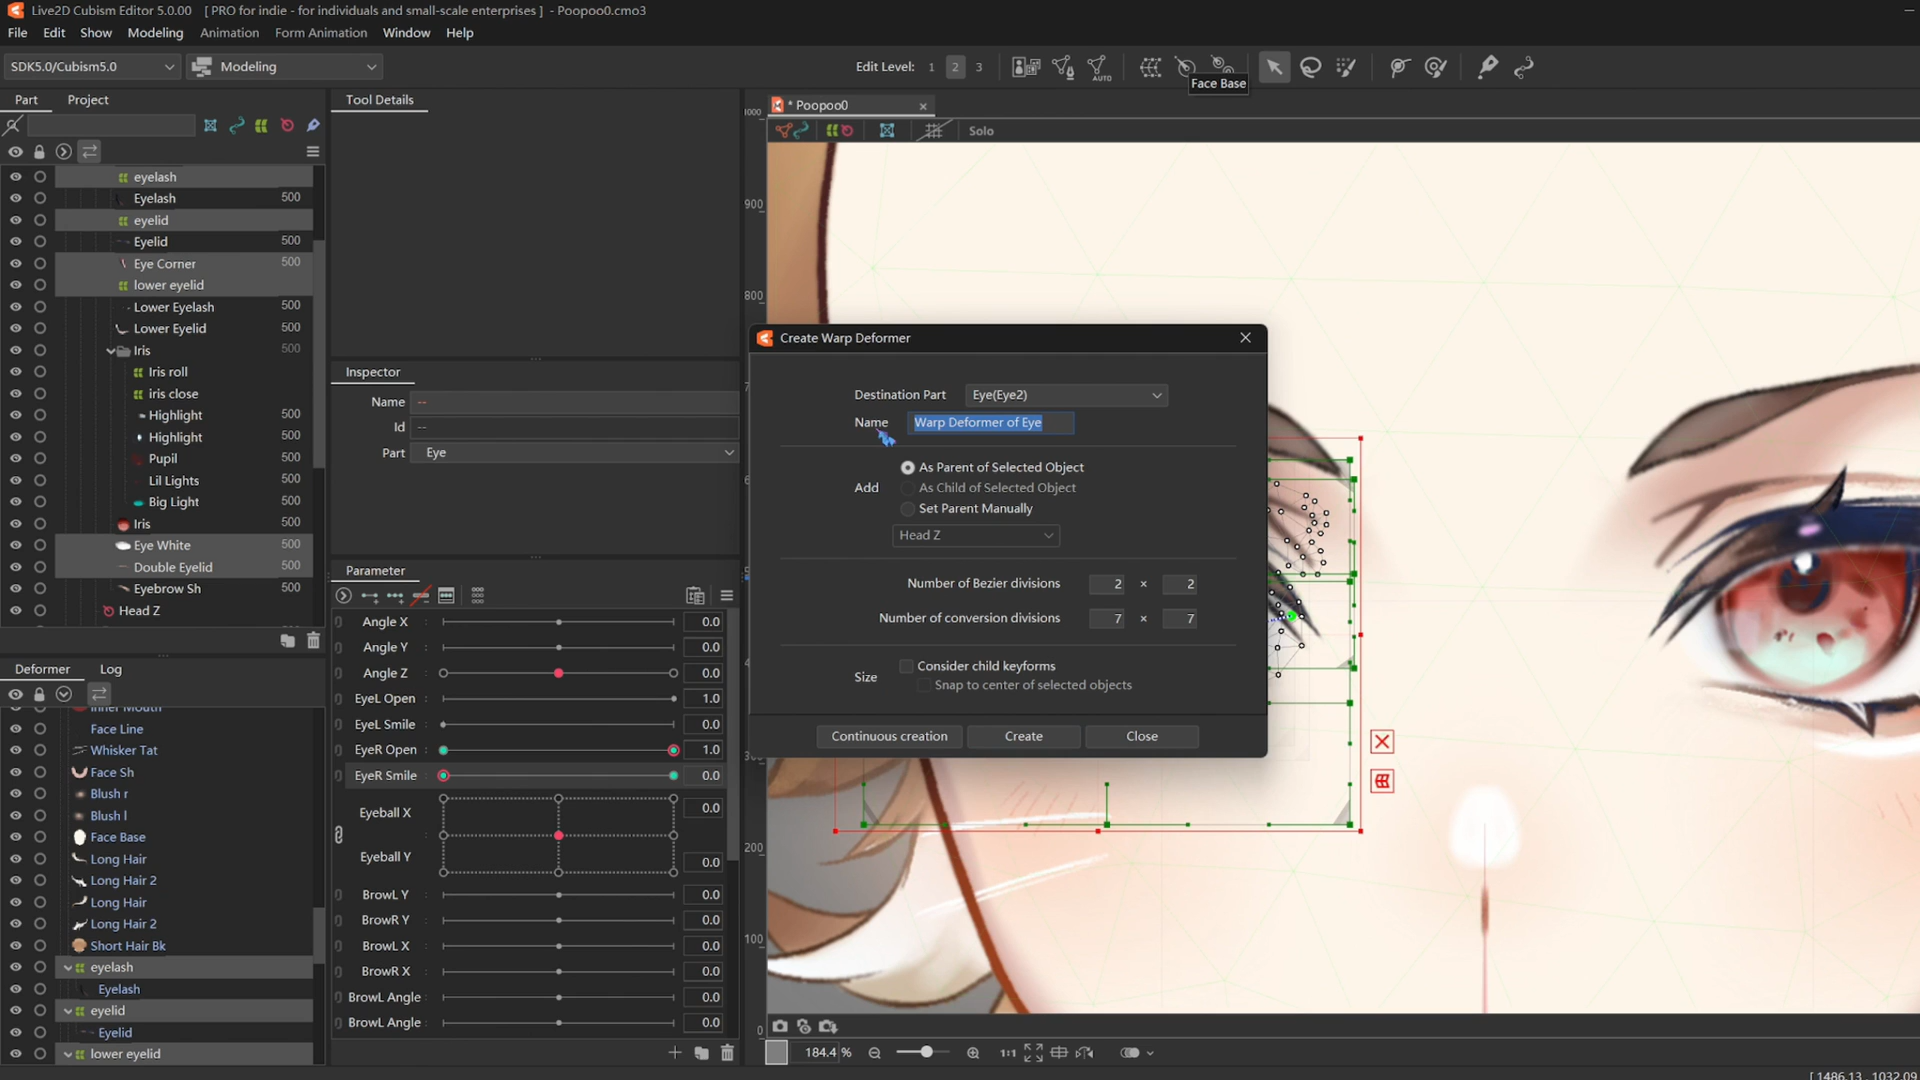 Live2D Cubism Editor 5.0.00 [ PRO for indie - for individuals and small-scale enterprises ] - Poopoo0.cmo3
File Edit Show Modeling Animation Form Animation Window Help
SDK5.0/Cubism5.0 Modeling Edit Level: 1 2 3 AUTO
Face Base
Part Project
Tool Details
* Poopoo0
Solo
eyelash
Eyelash 500
eyelid
Eyelid 500
Eye Corner 500
lower eyelid
Lower Eyelash 500
Lower Eyelid 500
Iris 500
Iris roll
iris close
Highlight 500
Highlight 500
Pupil 500
Lil Lights 500
Big Light 500
Iris 500
Eye White 500
Double Eyelid 500
Eyebrow Sh 500
Head Z
Deformer Log
Inner Mouth
Face Line
Whisker Tat
Face Sh
Blush r
Blush l
Face Base
Long Hair
Long Hair 2
Long Hair
Long Hair 2
Short Hair Bk
eyelash
Eyelash
eyelid
Eyelid
lower eyelid
Inspector
Name --
Id --
Part Eye
Parameter
Angle X 0.0
Angle Y 0.0
Angle Z 0.0
EyeL Open 1.0
EyeL Smile 0.0
EyeR Open 1.0
EyeR Smile 0.0
Eyeball X 0.0
Eyeball Y 0.0
BrowL Y 0.0
BrowR Y 0.0
BrowL X 0.0
BrowR X 0.0
BrowL Angle 0.0
BrowL Angle 0.0
900
800
200
100
0
Create Warp Deformer
Destination Part Eye(Eye2)
Name Warp Deformer of Eye
Add
As Parent of Selected Object
As Child of Selected Object
Set Parent Manually
Head Z
Number of Bezier divisions 2 × 2
Number of conversion divisions 7 × 7
Size
Consider child keyforms
Snap to center of selected objects
Continuous creation Create Close
184.4 % 1:1
[ 1486.13 , 1032.09